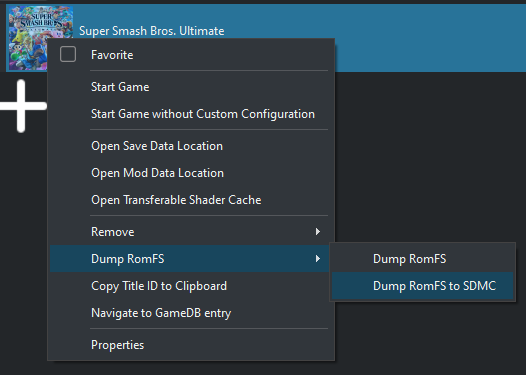 SUPER
SMASH BROS.
Super Smash Bros. Ultimate
Favorite
Start Game
Start Game without Custom Configuration
Open Save Data Location
Open Mod Data Location
Open Transferable Shader Cache
Remove
Dump RomFS
Dump RomFS
Copy Title ID to Clipboard
Dump RomFS to SDMC
Navigate to GameDB entry
Properties